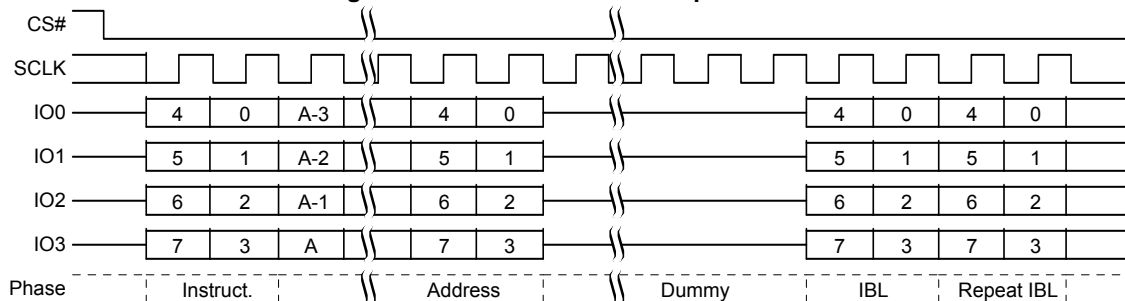 CS#
SCLK
IO0 4 0 A-3 4 0 4 0 4 0
IO1 5 1 A-2 5 1 5 1 5 1
IO2 6 2 A-1 6 2 6 2 6 2
IO3 7 3 A 7 3 7 3 7 3
Phase Instruct. Address Dummy IBL Repeat IBL